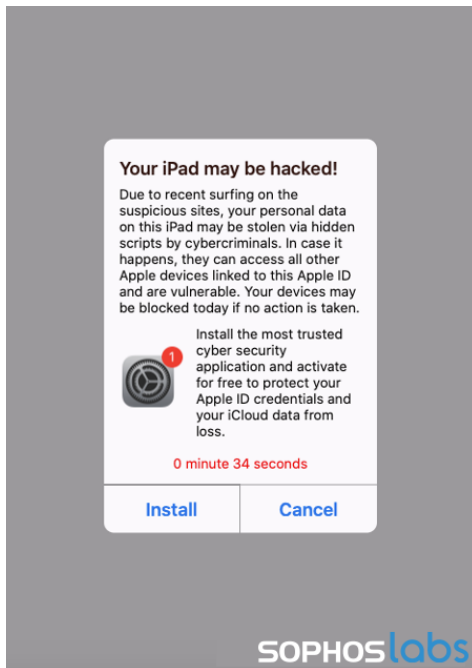 Your iPad may be hacked!
Due to recent surfing on the
suspicious sites, your personal data
on this iPad may be stolen via hidden
scripts by cybercriminals. In case it
happens, they can access all other
Apple devices linked to this Apple ID
and are vulnerable. Your devices may
be blocked today if no action is taken.
1
Install the most trusted
cyber security
application and activate
for free to protect your
Apple ID credentials and
your iCloud data from
loss.
0 minute 34 seconds
Install
Cancel
SOPHOSlabs